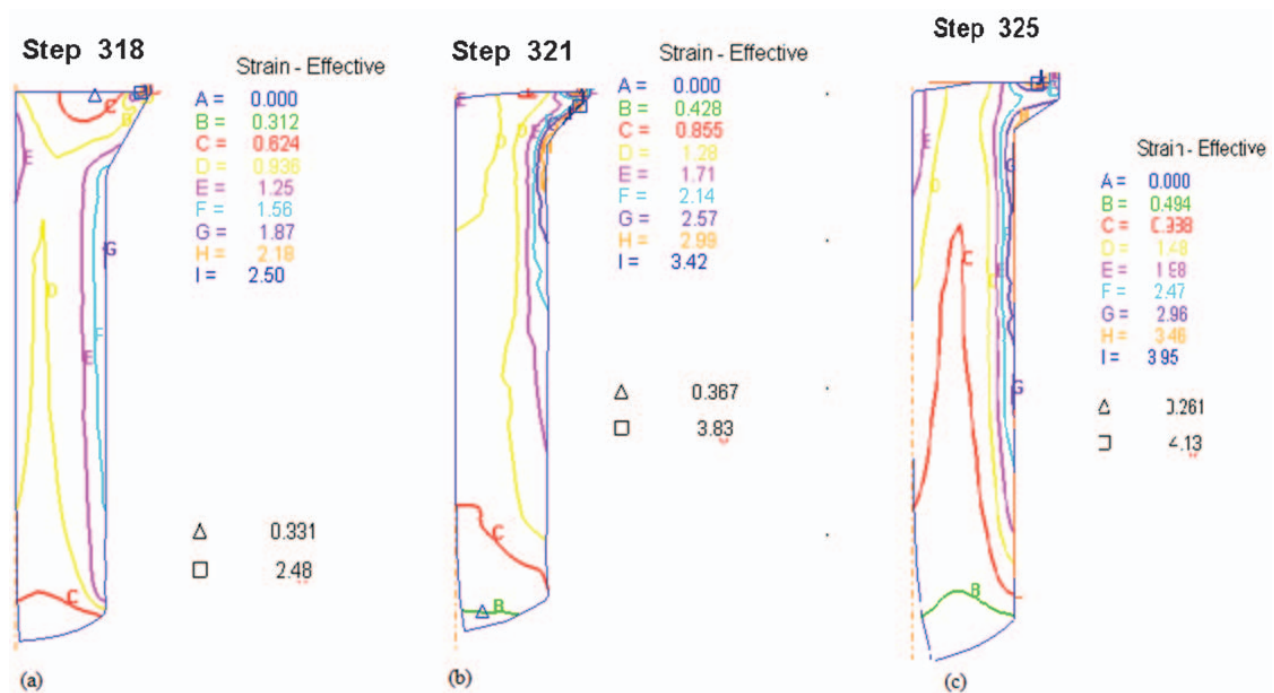 Step 318
Strain - Effective
A = 0.000
B = 0.312
C = 0.624
D = 0.936
E = 1.25
F = 1.56
G = 1.87
H = 2.18
I = 2.50
△ 0.331
□ 2.48
C
B
E
D
G
F
E
C
(a)
Step 321
Strain - Effective
A = 0.000
B = 0.428
C = 0.855
D = 1.28
E = 1.71
F = 2.14
G = 2.57
H = 2.99
I = 3.42
△ 0.367
□ 3.83
E
D
D
E
C
B
(b)
Step 325
Strain - Effective
A = 0.000
B = 0.494
C =
D = 1.48
E =
F = 2.47
G = 2.96
H = 3.46
I = 3.95
△
4.13
E
D
G
C
D
F
E
G
B
(c)